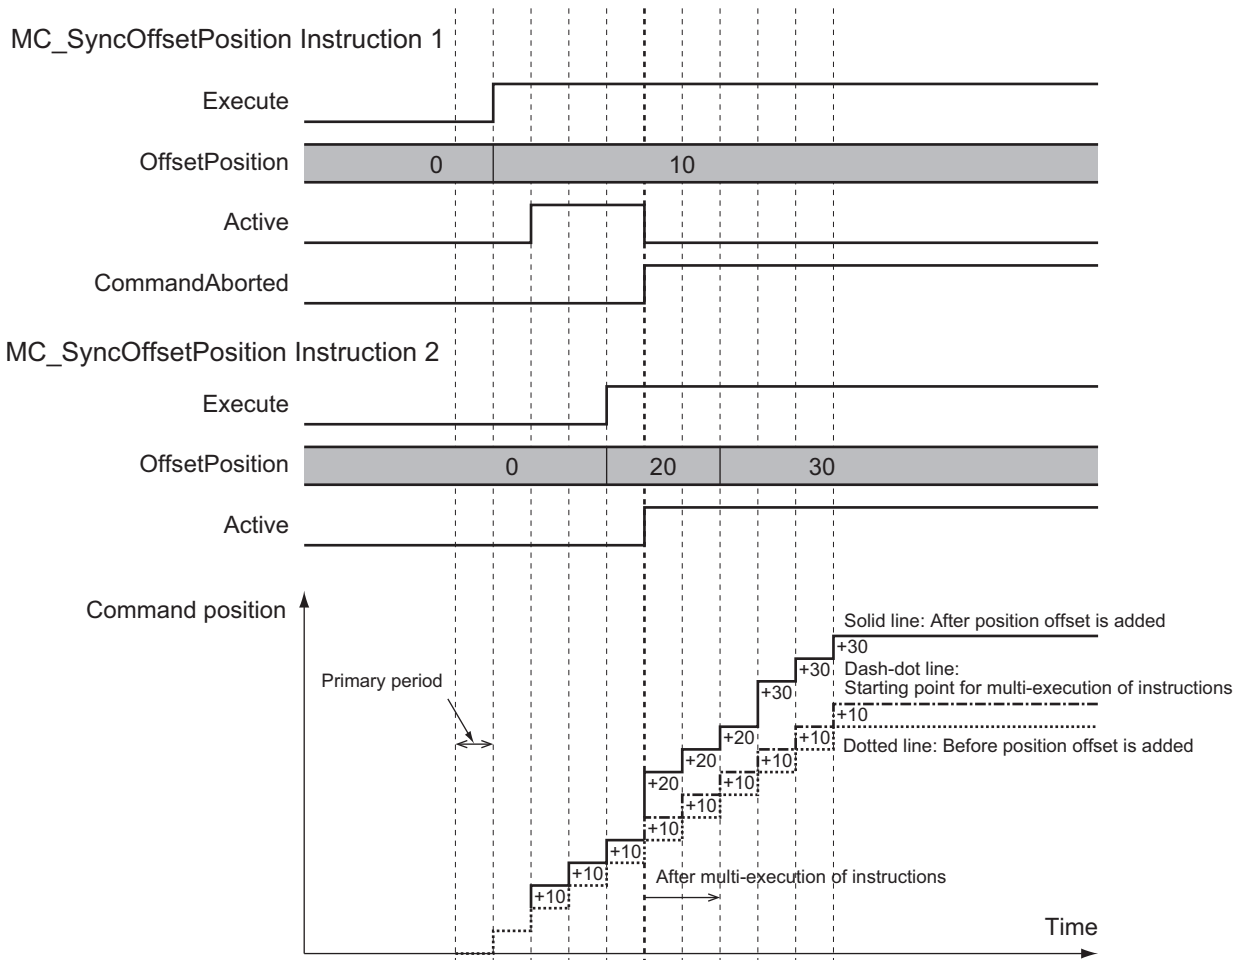 MC_SyncOffsetPosition Instruction 1
Execute
OffsetPosition
0
10
Active
CommandAborted
MC_SyncOffsetPosition Instruction 2
Execute
OffsetPosition
0
20
30
Active
Command position
Solid line: After position offset is added
+30
+30
Dash-dot line:
Starting point for multi-execution of instructions
Primary period
+30
+10
+20
+10
Dotted line: Before position offset is added
+20
+10
+20
+10
+10
+10
+10
After multi-execution of instructions
+10
+10
Time